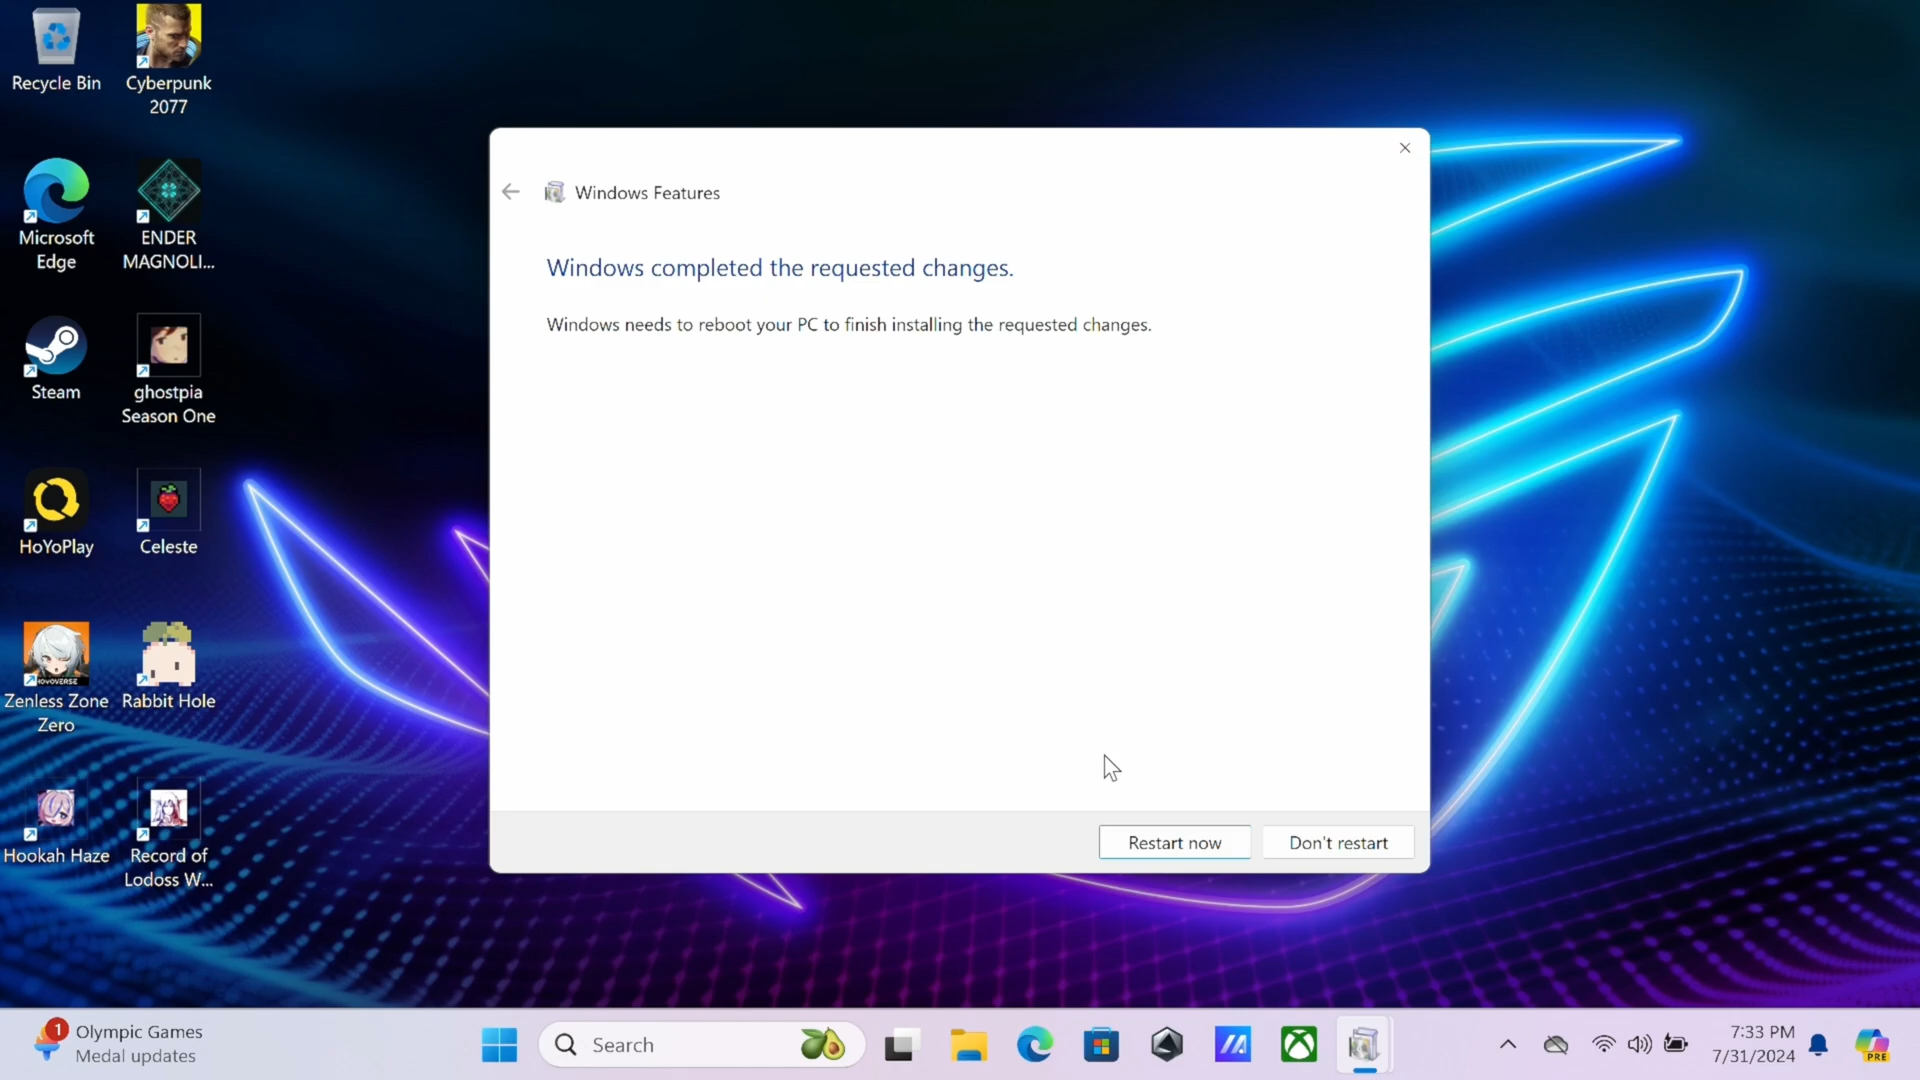 Recycle Bin
Cyberpunk
2077
Microsoft
Edge
ENDER
MAGNOLI...
Steam
ghostpia
Season One
HoYoPlay
Celeste
HOYOVERSE
Zenless Zone
Zero
Rabbit Hole
Hookah Haze
Record of
Lodoss W...
Windows Features
Windows completed the requested changes.
Windows needs to reboot your PC to finish installing the requested changes.
Restart now
Don't restart
1
Olympic Games
Medal updates
Search
7:33 PM
7/31/2024
PRE